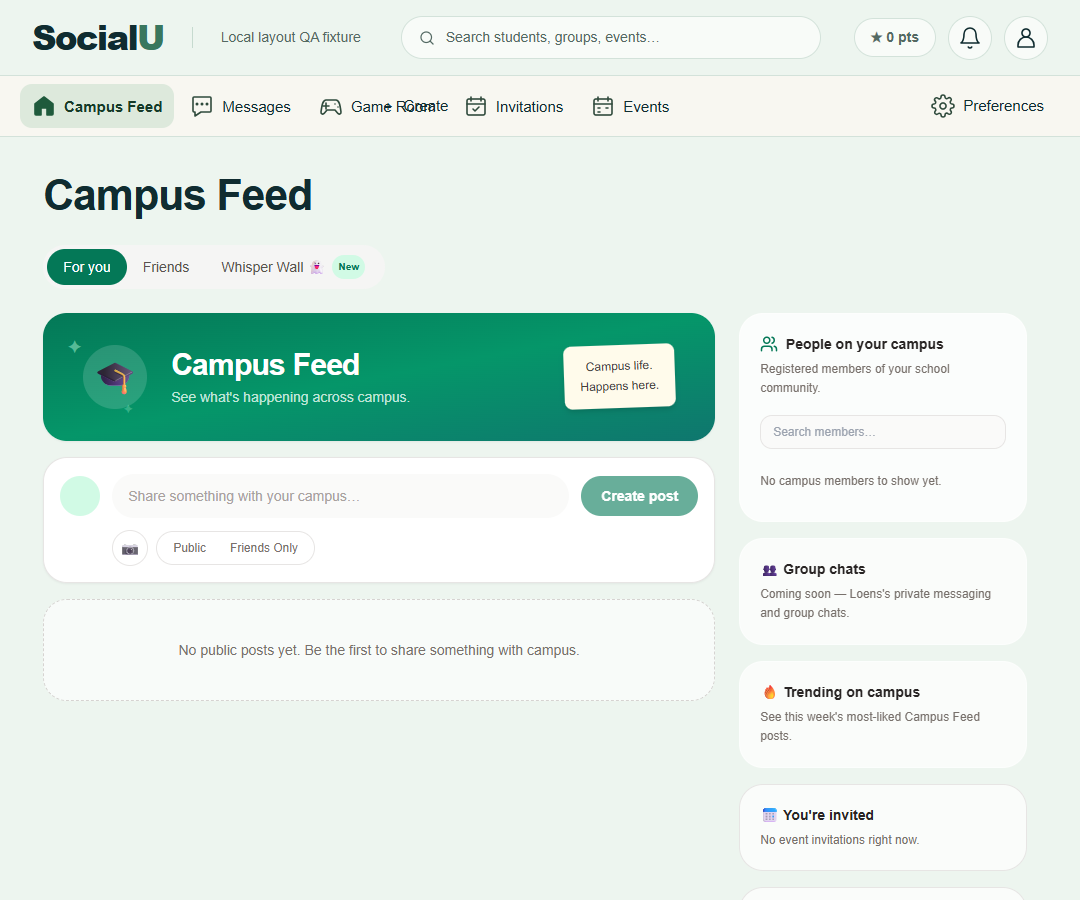 SocialU
Local layout QA fixture
Search students, groups, events…
★ 0 pts
Campus Feed
Messages
Game Room
+ Create
Invitations
Events
Preferences
Campus Feed
For you
Friends
Whisper Wall 👻
New
Campus Feed
See what's happening across campus.
Campus life.
Happens here.
Share something with your campus…
Create post
Public
Friends Only
No public posts yet. Be the first to share something with campus.
People on your campus
Registered members of your school
community.
Search members…
No campus members to show yet.
Group chats
Coming soon — Loens's private messaging
and group chats.
Trending on campus
See this week's most-liked Campus Feed
posts.
You're invited
No event invitations right now.